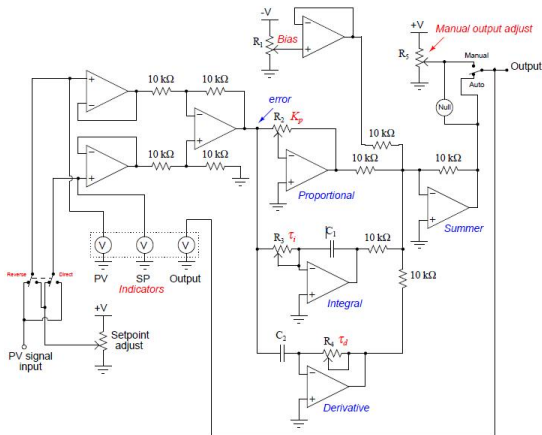 -V
+V
Manual output adjust
R1
Bias
R5
Manual
Output
Auto
Null
10 kΩ
10 kΩ
error
R2
Kp
10 kΩ
10 kΩ
10 kΩ
10 kΩ
10 kΩ
10 kΩ
Proportional
Summer
R3
τi
C1
10 kΩ
10 kΩ
Integral
V
V
V
PV
SP
Output
Indicators
Reverse
Direct
+V
Setpoint
adjust
PV signal
input
C2
R4
τd
Derivative
-
+
-
+
-
+
-
+
-
+
-
+
-
+
-
+